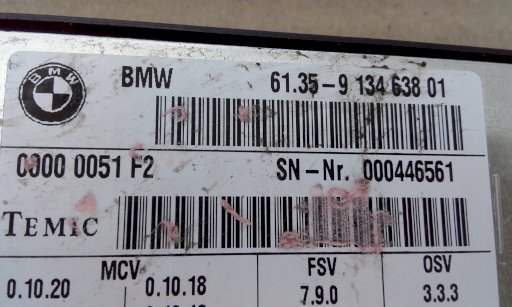 BMW
BMW 61.35-9 134 638 01
0000 0051 F2 SN-Nr. 000446561
TEMIC
MCV FSV OSV
0.10.20 0.10.18 7.9.0 3.3.3